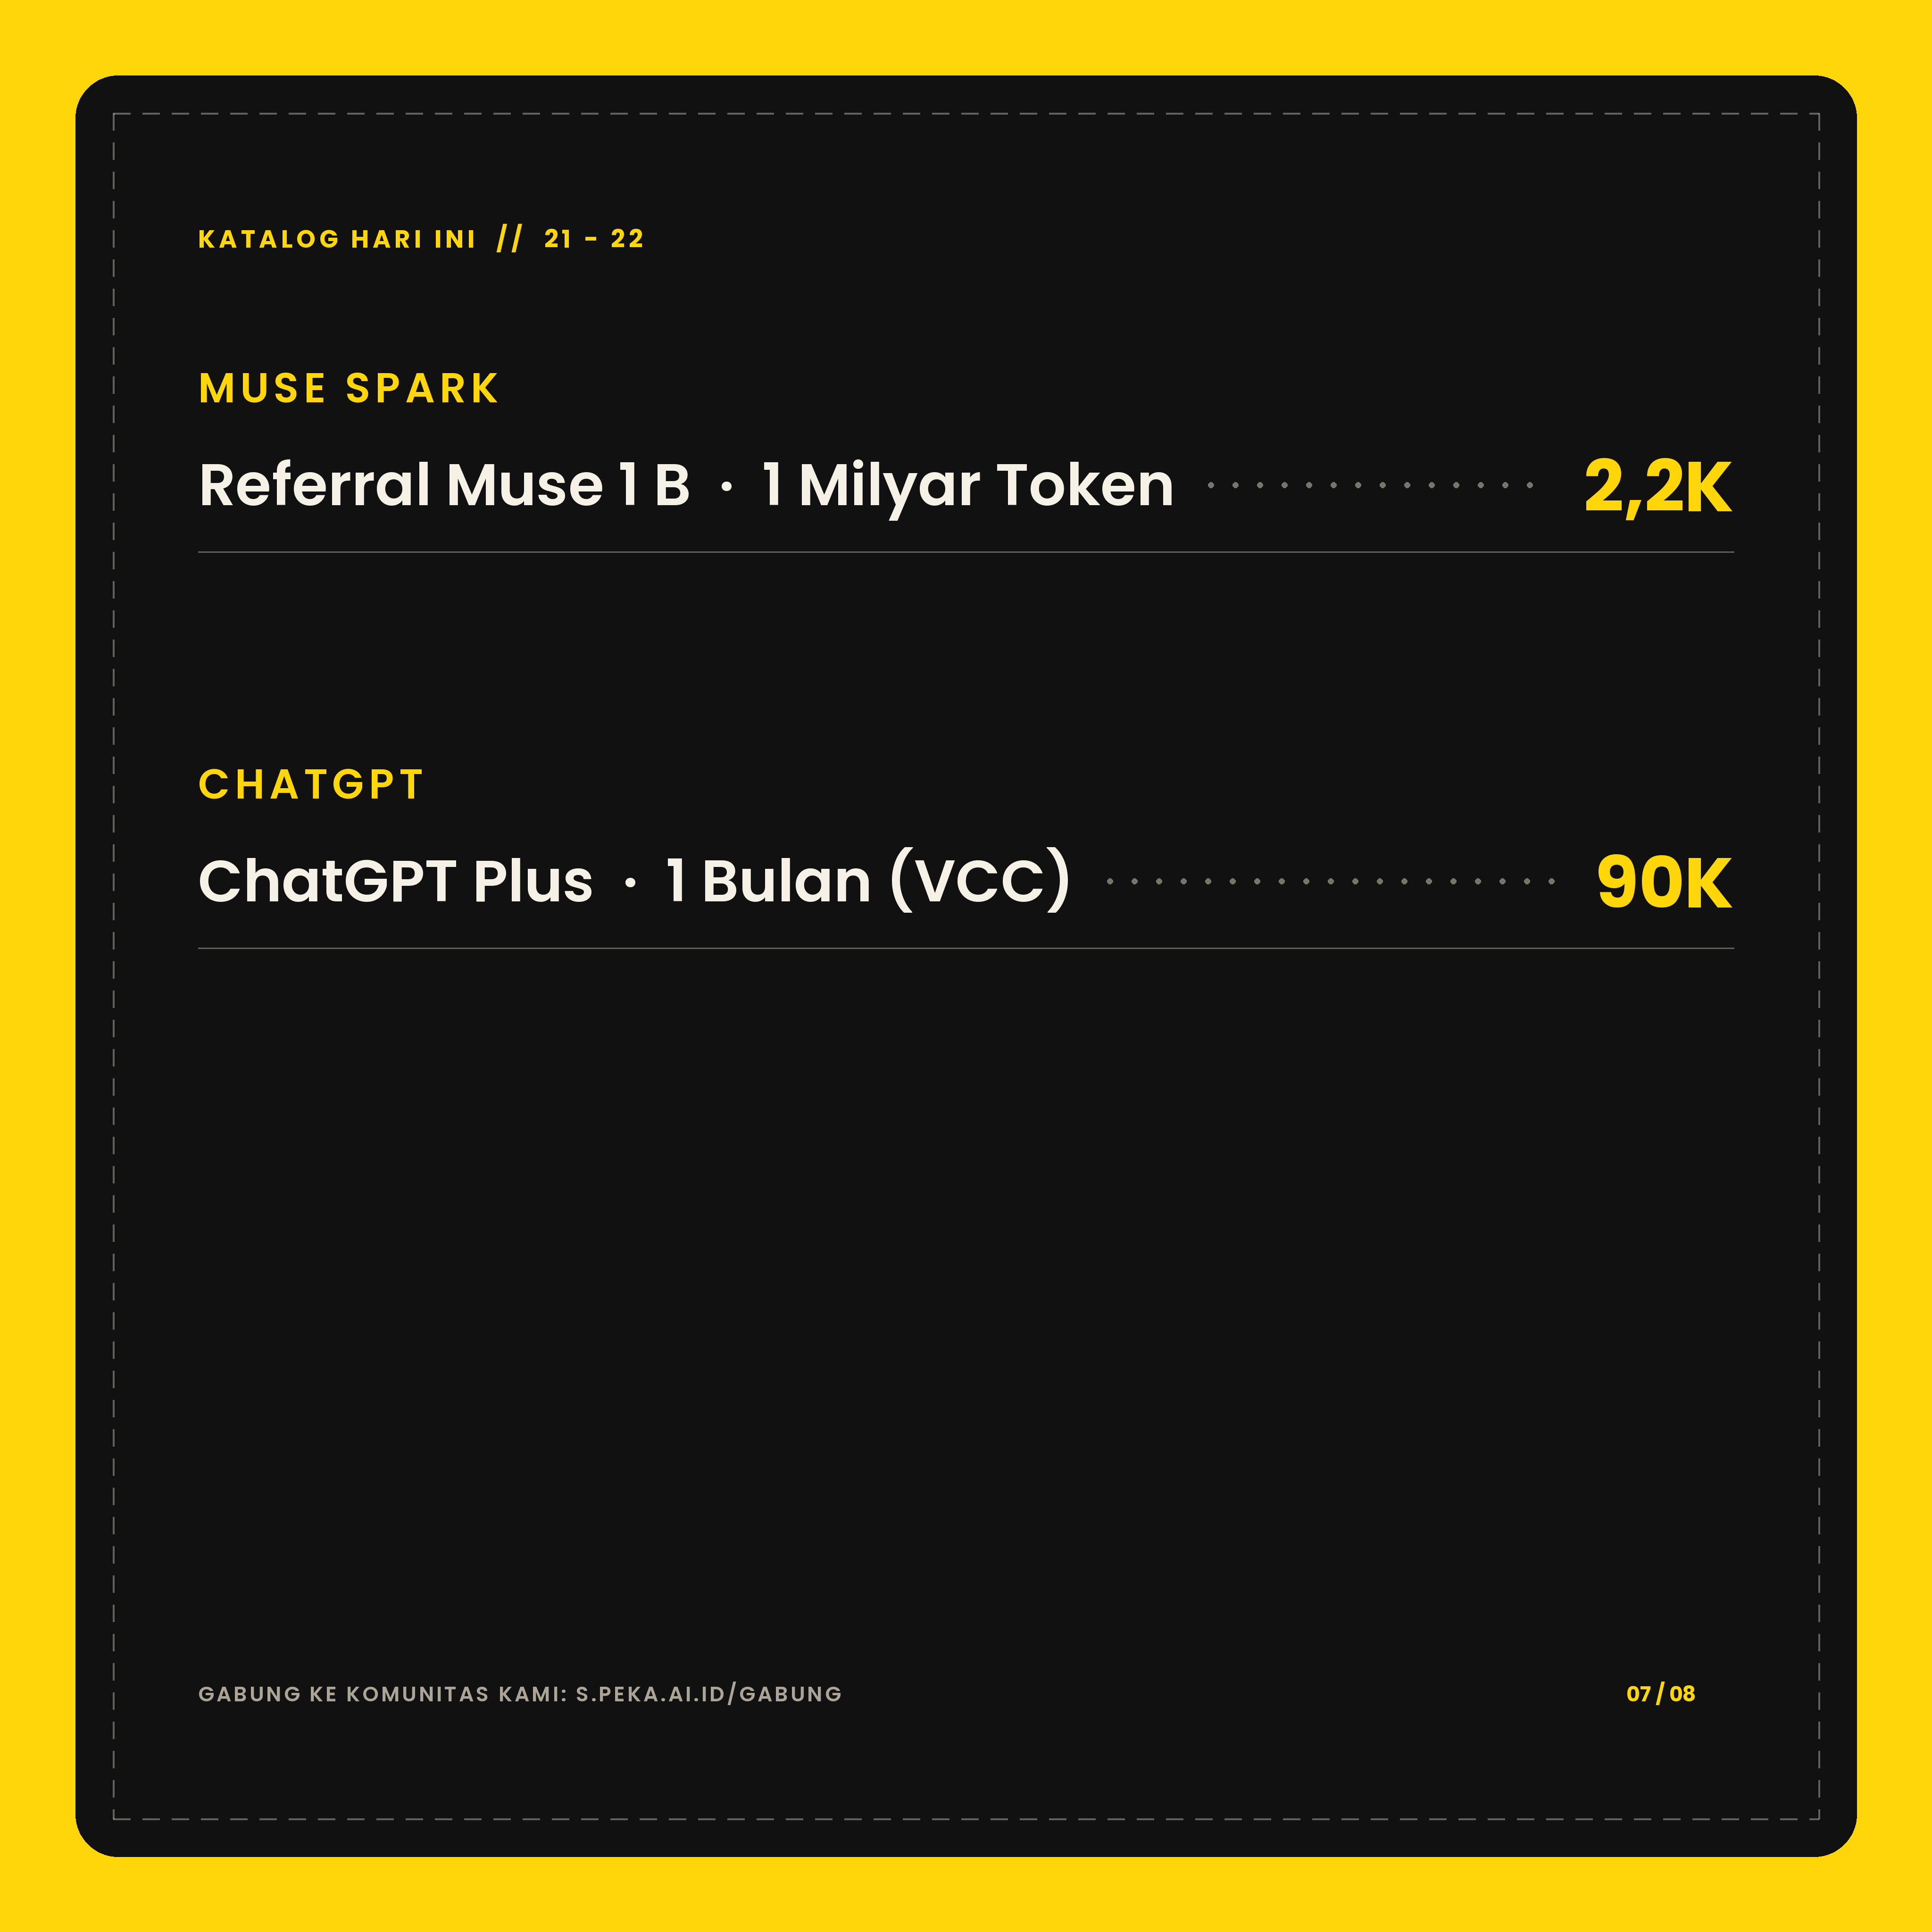 KATALOG HARI INI // 21 - 22
MUSE SPARK
Referral Muse 1 B · 1 Milyar Token 2,2K
CHATGPT
ChatGPT Plus · 1 Bulan (VCC) 90K
GABUNG KE KOMUNITAS KAMI: S.PEKA.AI.ID/GABUNG 07 / 08